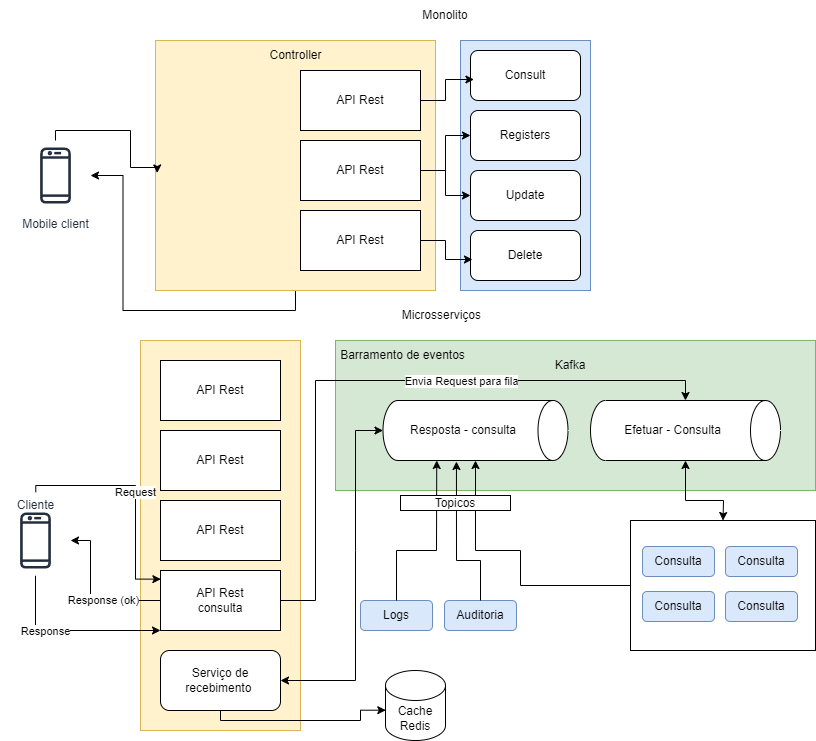 Monolito
Controller
API Rest
API Rest
API Rest
Consult
Registers
Update
Delete
Mobile client
Microsserviços
API Rest
API Rest
API Rest
API Rest
consulta
Serviço de
recebimento
Cliente
Request
Response (ok)
Response
Barramento de eventos
Kafka
Envia Request para fila
Resposta - consulta
Efetuar - Consulta
Topicos
Logs
Auditoria
Consulta
Consulta
Consulta
Consulta
Cache
Redis